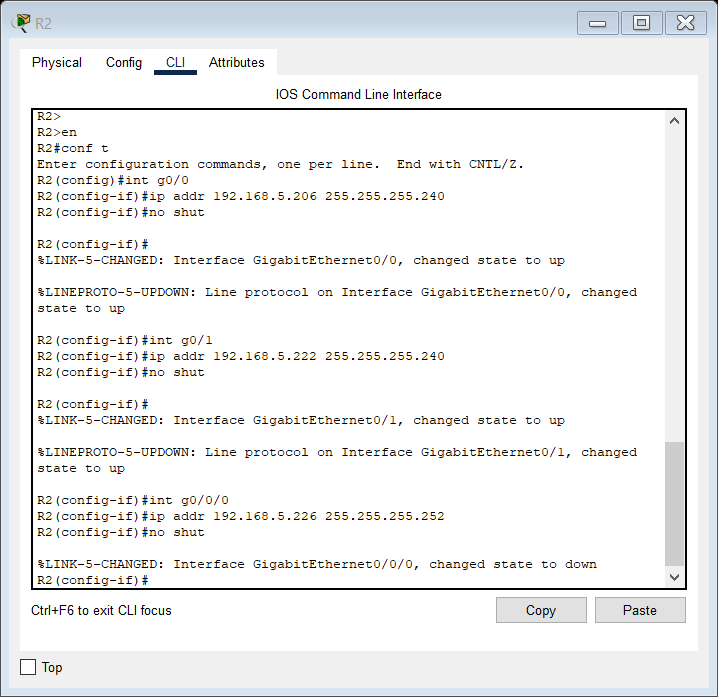 R2
Physical Config CLI Attributes
IOS Command Line Interface
R2>
R2>en
R2#conf t
Enter configuration commands, one per line.  End with CNTL/Z.
R2(config)#int g0/0
R2(config-if)#ip addr 192.168.5.206 255.255.255.240
R2(config-if)#no shut
R2(config-if)#
%LINK-5-CHANGED: Interface GigabitEthernet0/0, changed state to up
%LINEPROTO-5-UPDOWN: Line protocol on Interface GigabitEthernet0/0, changed
state to up
R2(config-if)#int g0/1
R2(config-if)#ip addr 192.168.5.222 255.255.255.240
R2(config-if)#no shut
R2(config-if)#
%LINK-5-CHANGED: Interface GigabitEthernet0/1, changed state to up
%LINEPROTO-5-UPDOWN: Line protocol on Interface GigabitEthernet0/1, changed
state to up
R2(config-if)#int g0/0/0
R2(config-if)#ip addr 192.168.5.226 255.255.255.252
R2(config-if)#no shut
%LINK-5-CHANGED: Interface GigabitEthernet0/0/0, changed state to down
R2(config-if)#
Ctrl+F6 to exit CLI focus
Copy Paste
Top